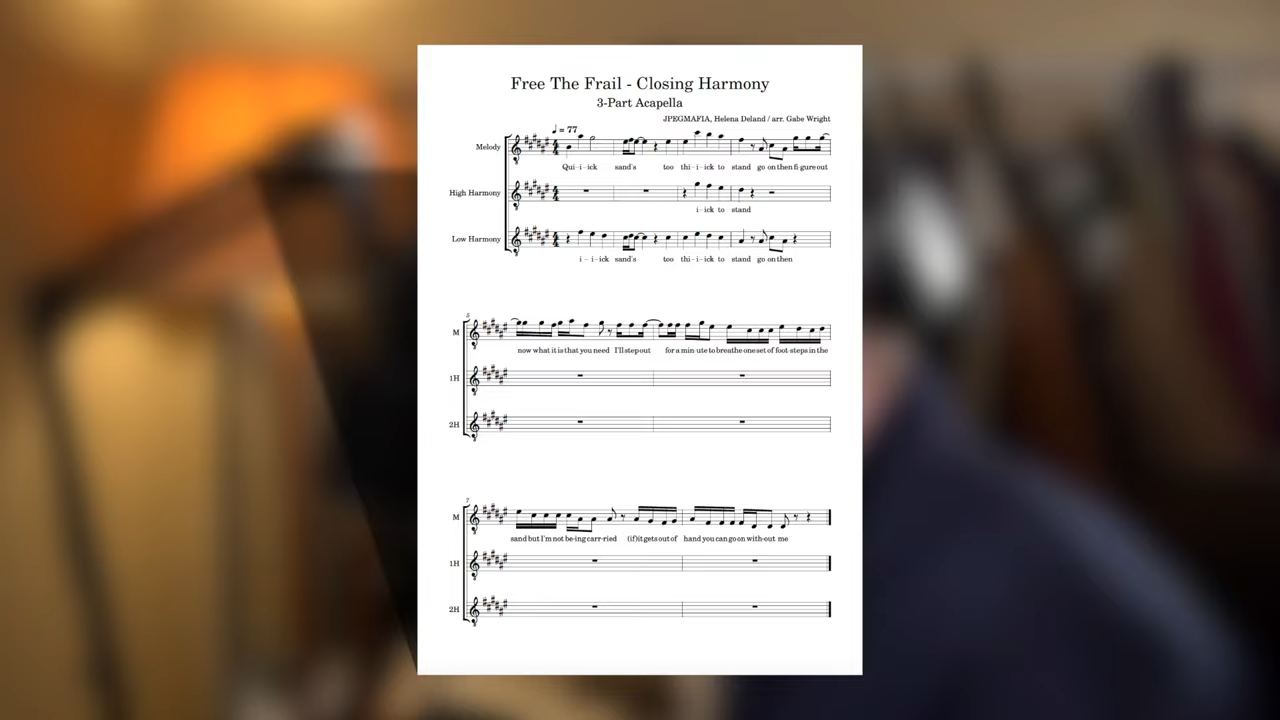 Free The Frail - Closing Harmony
3-Part Acapella
JPEGMAFIA, Helena Deland / arr. Gabe Wright
♩ = 77
Melody
Qui-i-ick sand's too thi-i-ick to stand go on then figure out
High Harmony
i-ick to stand
Low Harmony
i-i-ick sand's too thi-i-ick to stand go on then
5
M
now what it is that you need I'll step out for a min-ute to breathe one set of foot-steps in the
1H
2H
7
M
sand but I'm not be-ing carr-ried (if) it gets out of hand you can go on with-out me
1H
2H